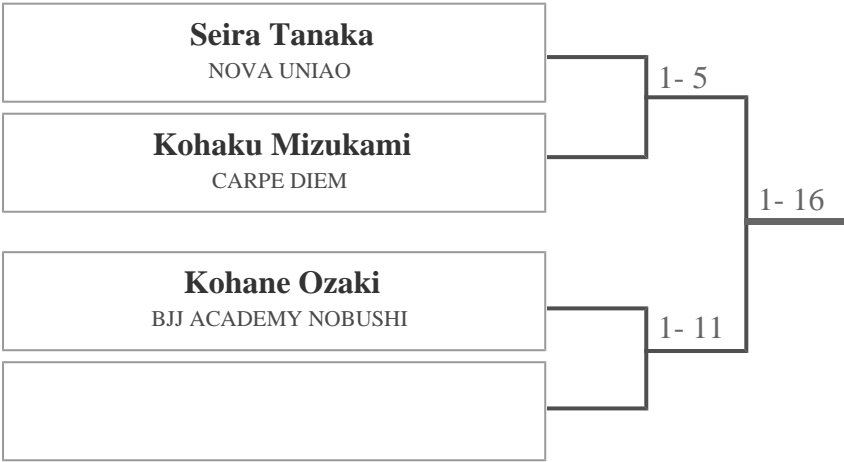 Seira Tanaka
NOVA UNIAO
1- 5
Kohaku Mizukami
CARPE DIEM
1- 16
Kohane Ozaki
BJJ ACADEMY NOBUSHI
1- 11